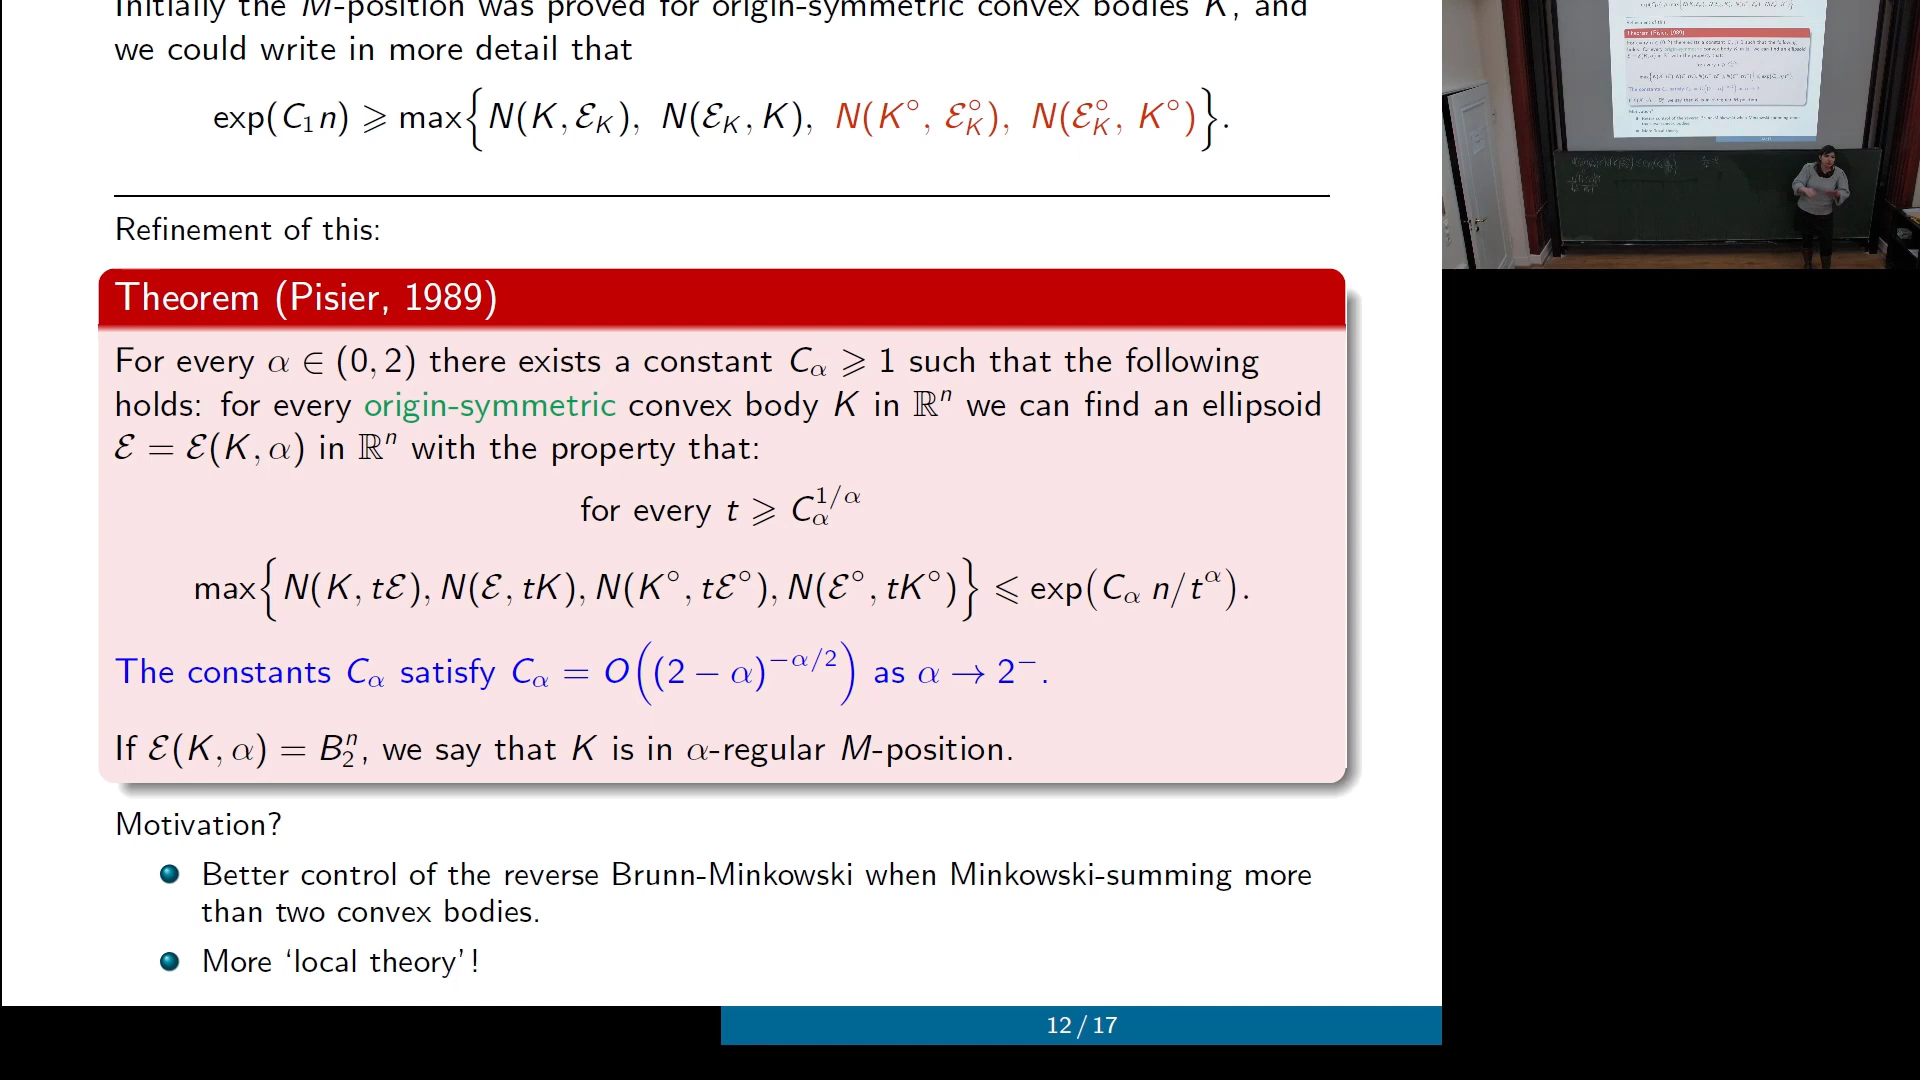 Initially the M-position was proved for origin-symmetric convex bodies K, and
we could write in more detail that
exp(C₁n) ⩾ max{N(K, ℰ_K), N(ℰ_K, K), N(K°, ℰ_K°), N(ℰ_K°, K°)}.
Refinement of this:
Theorem (Pisier, 1989)
For every α ∈ (0, 2) there exists a constant C_α ⩾ 1 such that the following
holds: for every origin-symmetric convex body K in ℝⁿ we can find an ellipsoid
ℰ = ℰ(K, α) in ℝⁿ with the property that:
for every t ⩾ C_α^{1/α}
max{N(K, tℰ), N(ℰ, tK), N(K°, tℰ°), N(ℰ°, tK°)} ⩽ exp(C_α n/t^α).
The constants C_α satisfy C_α = O((2 − α)^{−α/2}) as α → 2⁻.
If ℰ(K, α) = B₂ⁿ, we say that K is in α-regular M-position.
Motivation?
Better control of the reverse Brunn-Minkowski when Minkowski-summing more
than two convex bodies.
More ‘local theory’!
12 / 17
Theorem (Pisier, 1989)